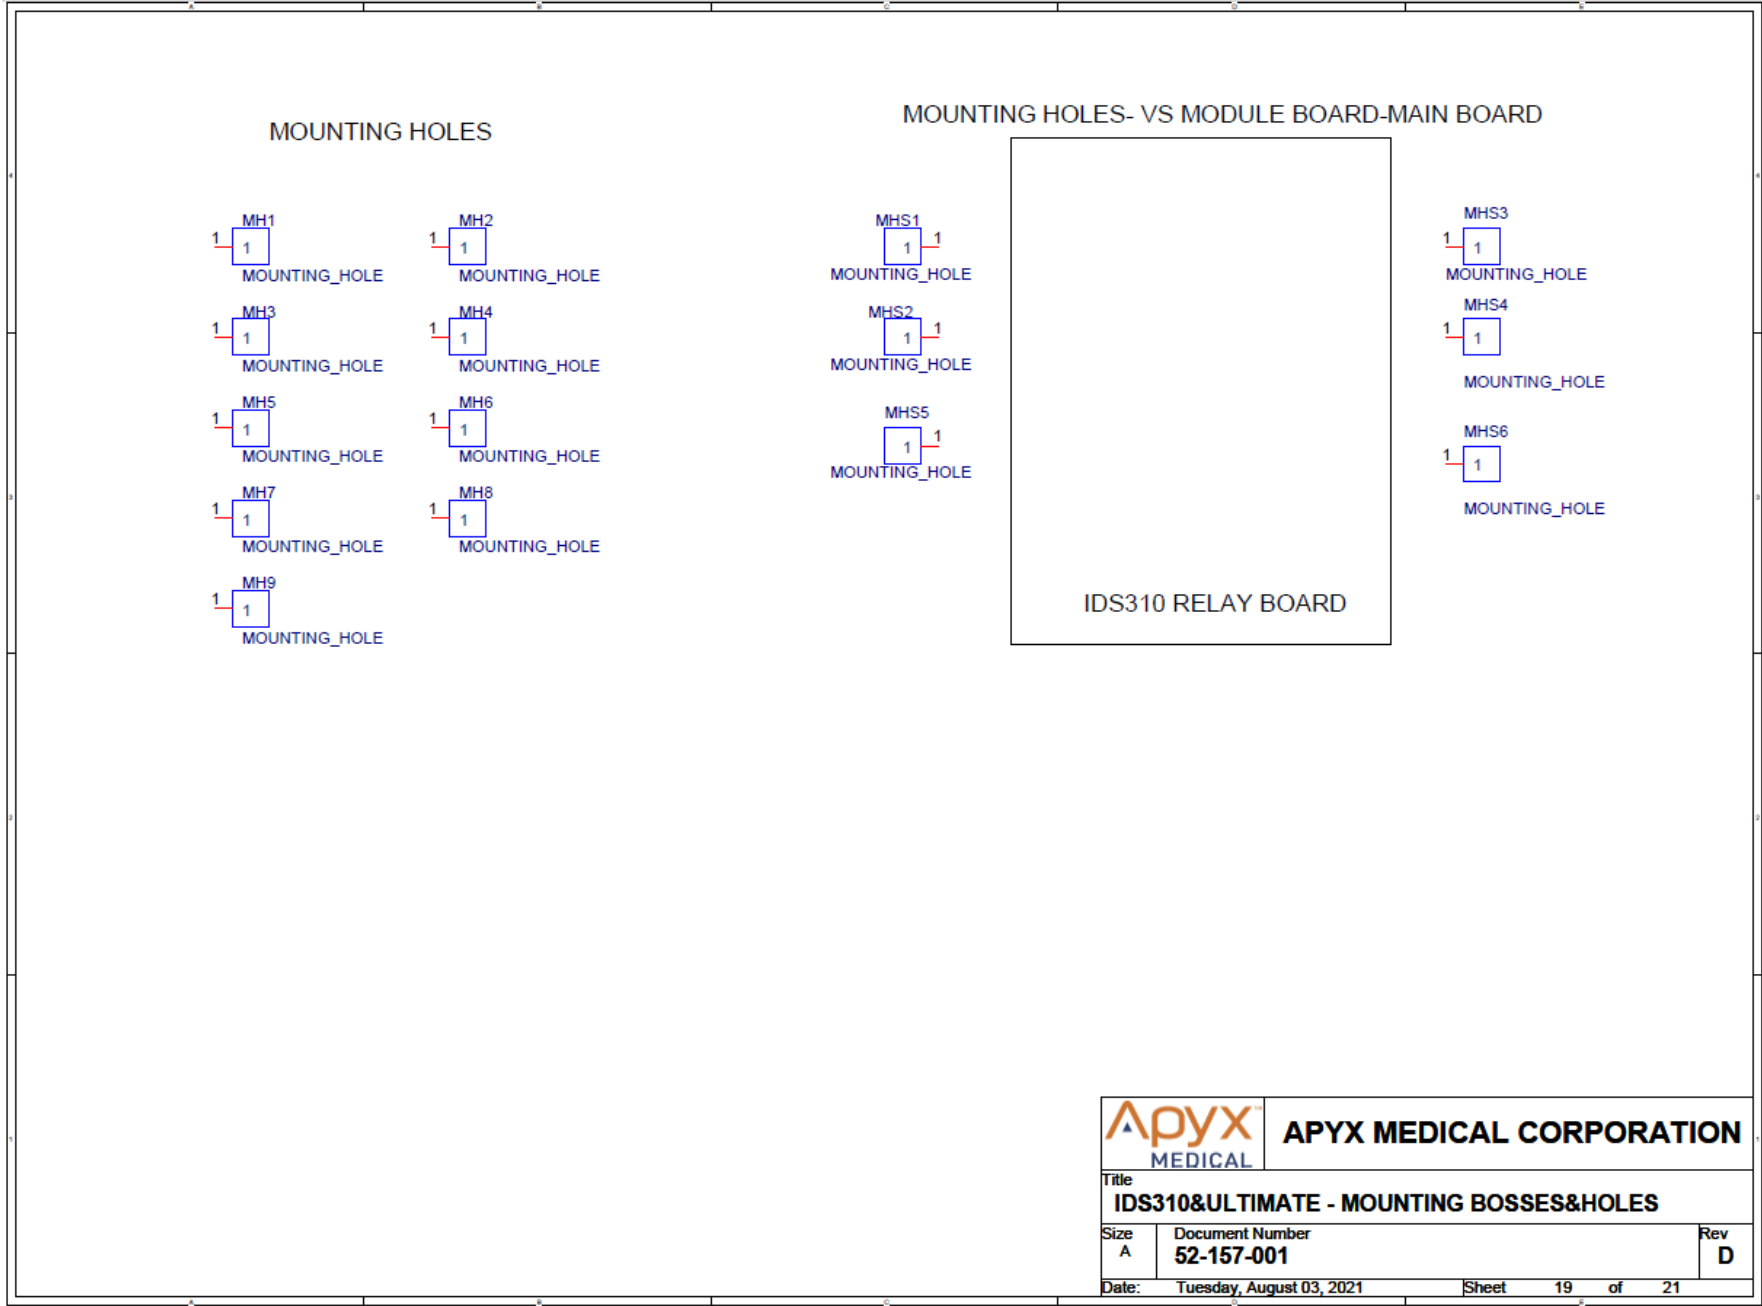 MOUNTING HOLES
MH1
1
1
MOUNTING_HOLE
MH2
1
1
MOUNTING_HOLE
MH3
1
1
MOUNTING_HOLE
MH4
1
1
MOUNTING_HOLE
MH5
1
1
MOUNTING_HOLE
MH6
1
1
MOUNTING_HOLE
MH7
1
1
MOUNTING_HOLE
MH8
1
1
MOUNTING_HOLE
MH9
1
1
MOUNTING_HOLE
MOUNTING HOLES- VS MODULE BOARD-MAIN BOARD
MHS1
1
1
MOUNTING_HOLE
MHS2
1
1
MOUNTING_HOLE
MHS5
1
1
MOUNTING_HOLE
IDS310 RELAY BOARD
MHS3
1
1
MOUNTING_HOLE
MHS4
1
1
MOUNTING_HOLE
MHS6
1
1
MOUNTING_HOLE
Apyx
MEDICAL
APYX MEDICAL CORPORATION
Title
IDS310&ULTIMATE - MOUNTING BOSSES&HOLES
Size
A
Document Number
52-157-001
Rev
D
Date: Tuesday, August 03, 2021 Sheet 19 of 21